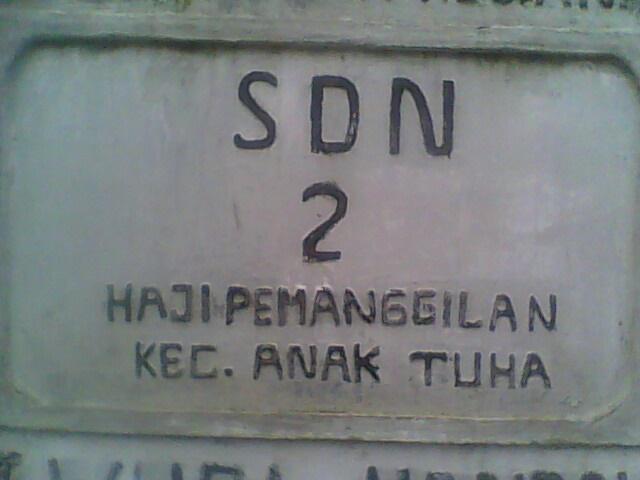 SDN
2
HAJI PEMANGGILAN
KEC. ANAK TUHA